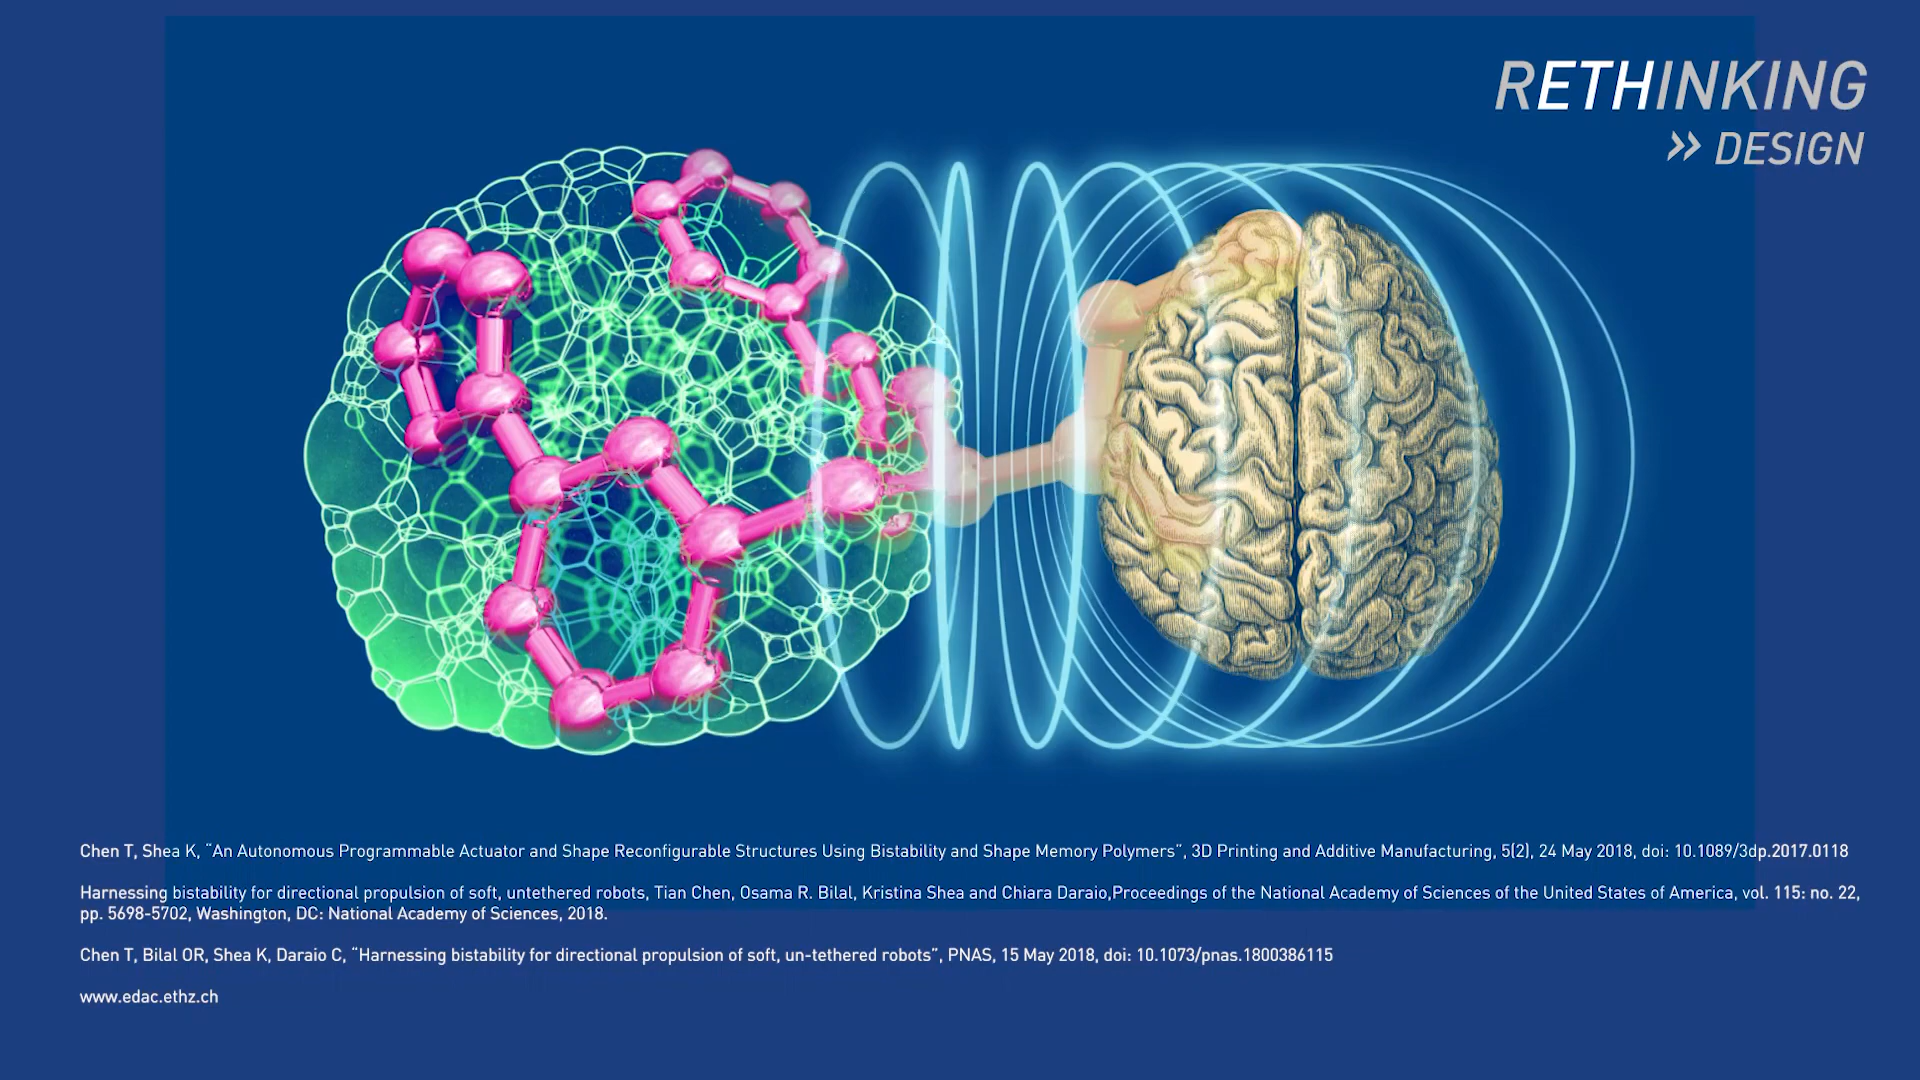 RETHINKING
» DESIGN
Chen T, Shea K, “An Autonomous Programmable Actuator and Shape Reconfigurable Structures Using Bistability and Shape Memory Polymers”, 3D Printing and Additive Manufacturing, 5(2), 24 May 2018, doi: 10.1089/3dp.2017.0118
Harnessing bistability for directional propulsion of soft, untethered robots, Tian Chen, Osama R. Bilal, Kristina Shea and Chiara Daraio,Proceedings of the National Academy of Sciences of the United States of America, vol. 115: no. 22,
pp. 5698-5702, Washington, DC: National Academy of Sciences, 2018.
Chen T, Bilal OR, Shea K, Daraio C, “Harnessing bistability for directional propulsion of soft, un-tethered robots”, PNAS, 15 May 2018, doi: 10.1073/pnas.1800386115
www.edac.ethz.ch